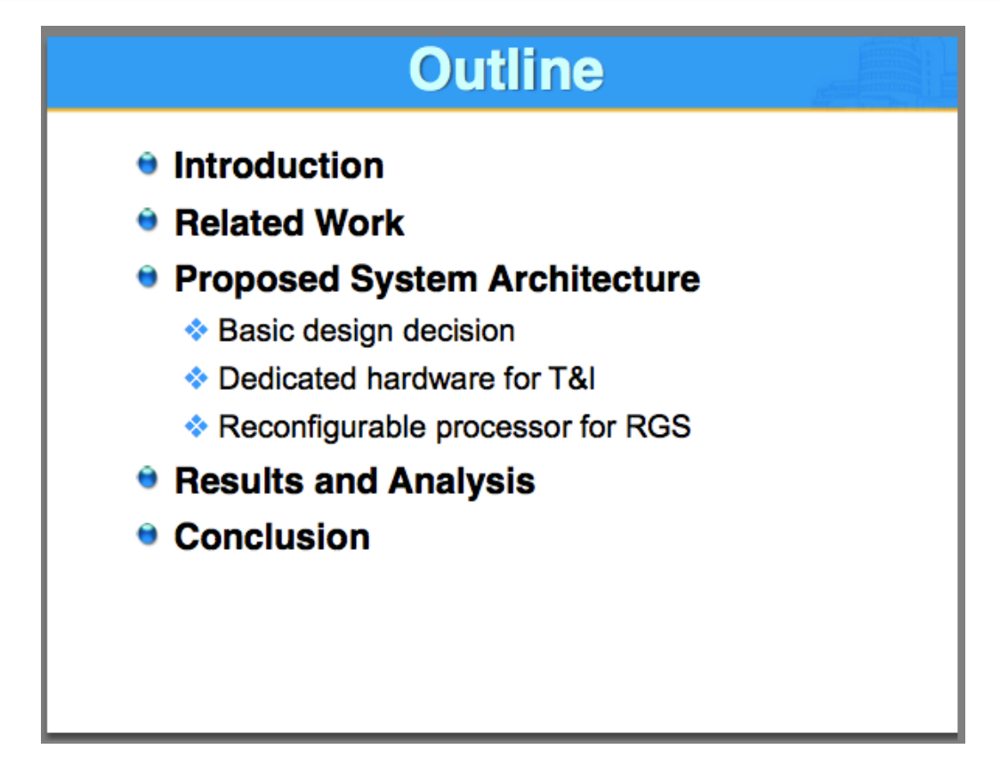 Outline
Introduction
Related Work
Proposed System Architecture
Basic design decision
Dedicated hardware for T&I
Reconfigurable processor for RGS
Results and Analysis
Conclusion